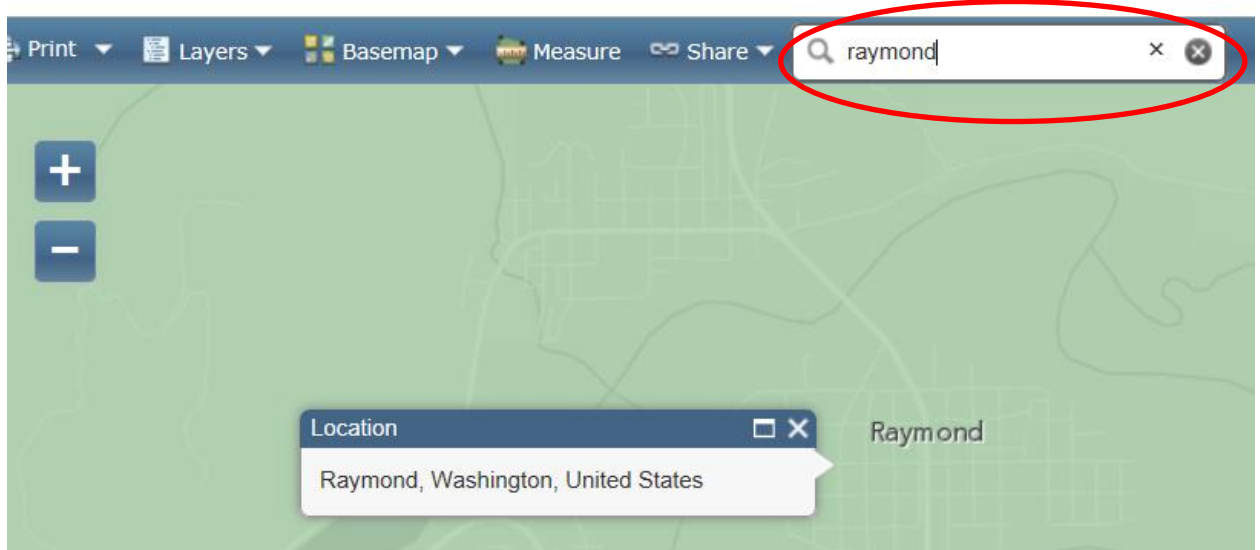 Print Layers Basemap Measure Share raymond
+
−
Location
Raymond
Raymond, Washington, United States